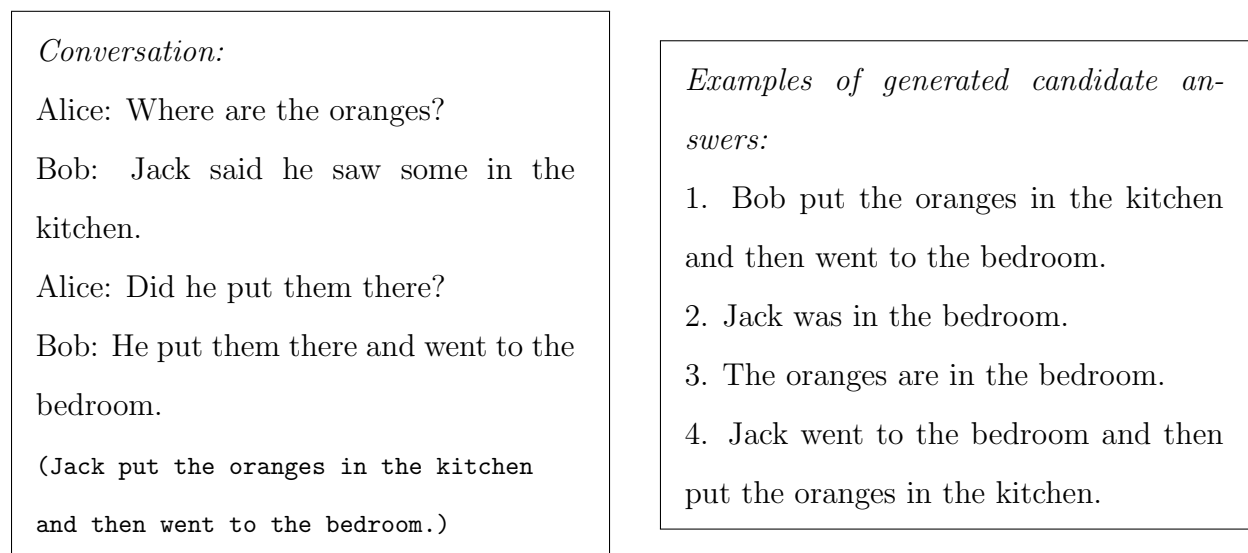 Conversation:
Alice: Where are the oranges?
Bob: Jack said he saw some in the
kitchen.
Alice: Did he put them there?
Bob: He put them there and went to the
bedroom.
(Jack put the oranges in the kitchen
and then went to the bedroom.)
Examples of generated candidate an-
swers:
1. Bob put the oranges in the kitchen
and then went to the bedroom.
2. Jack was in the bedroom.
3. The oranges are in the bedroom.
4. Jack went to the bedroom and then
put the oranges in the kitchen.